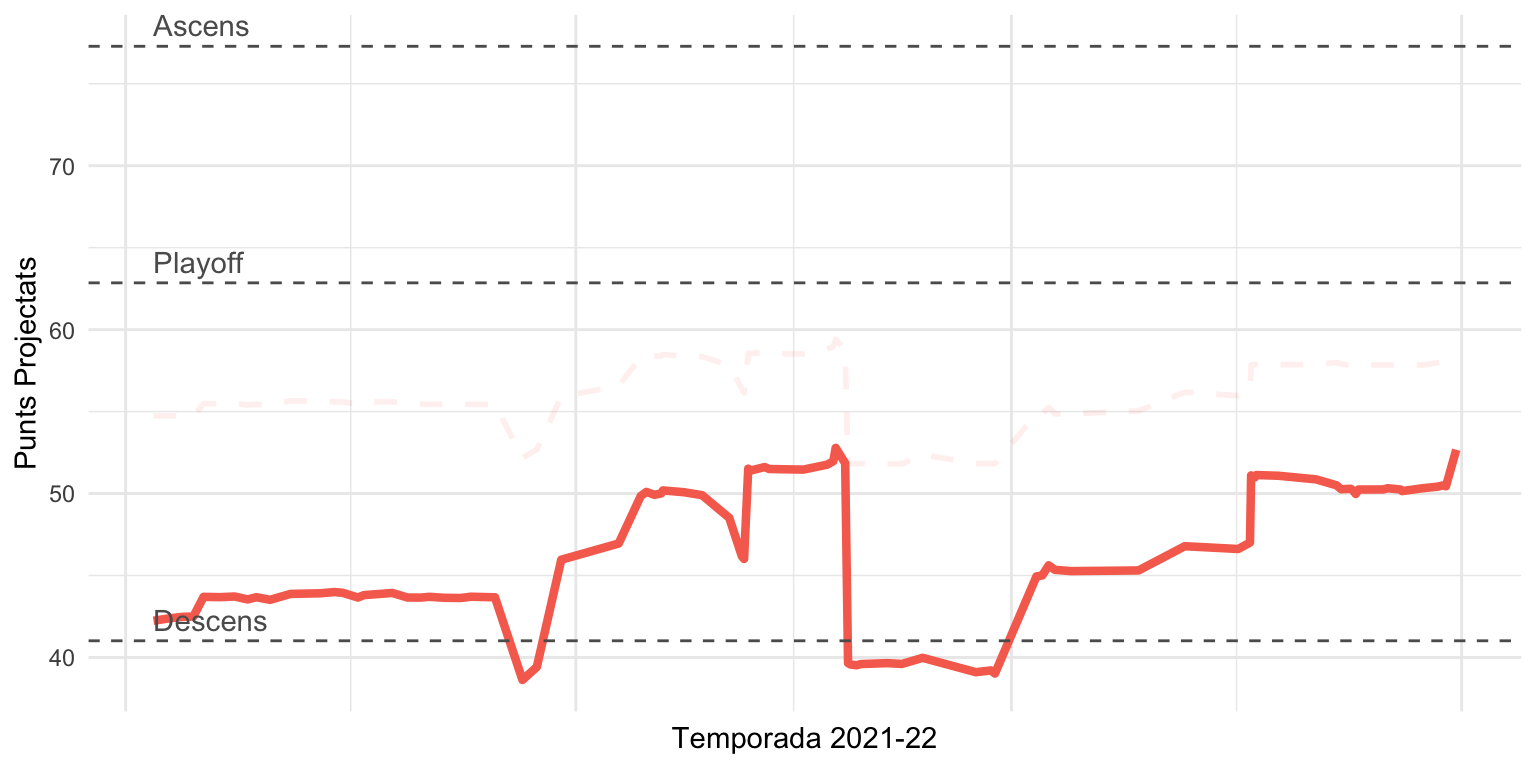 Ascens
70
Playoff
60
Punts Projectats
50
Descens
40
Temporada 2021-22